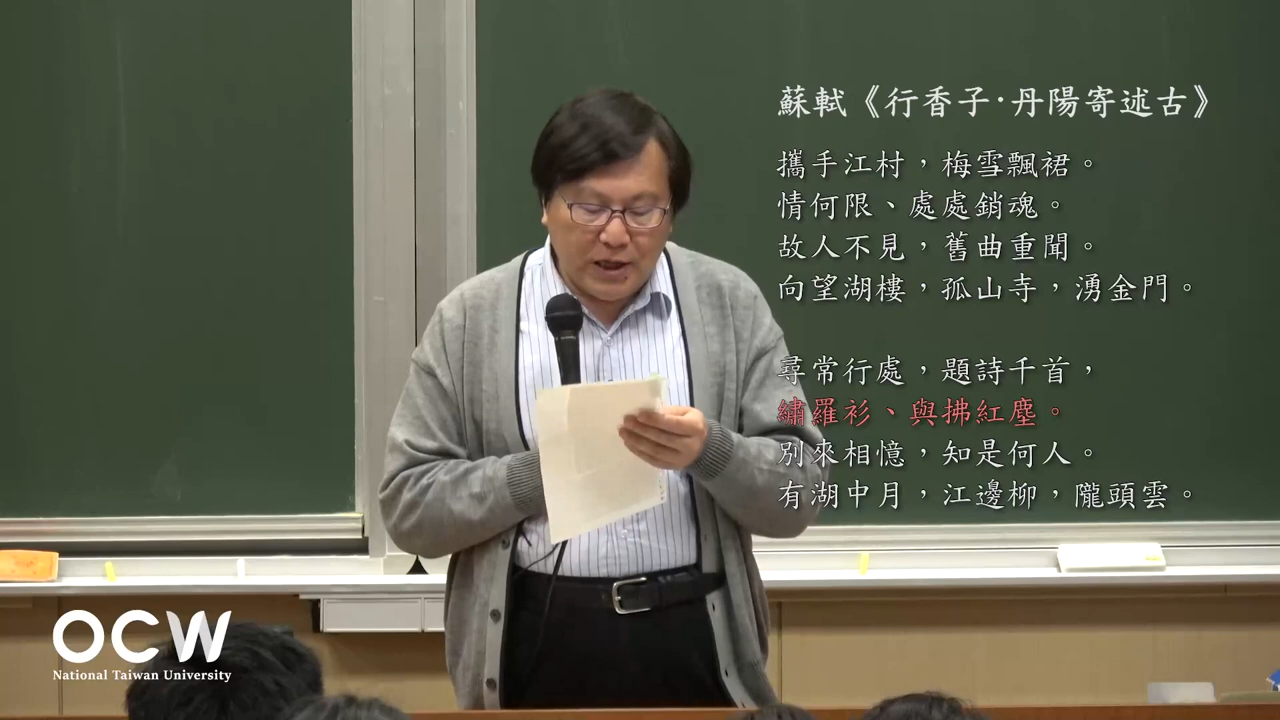 蘇軾《行香子·丹陽寄述古》
攜手江村，梅雪飄裙。
情何限、處處銷魂。
故人不見，舊曲重聞。
向望湖樓，孤山寺，湧金門。
尋常行處，題詩千首，
繡羅衫、與拂紅塵。
別來相憶，知是何人。
有湖中月，江邊柳，隴頭雲。
OCW
National Taiwan University